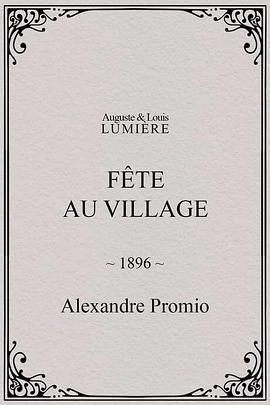 Auguste & Louis
LUMIÈRE
FÊTE
AU VILLAGE
~ 1896 ~
Alexandre Promio